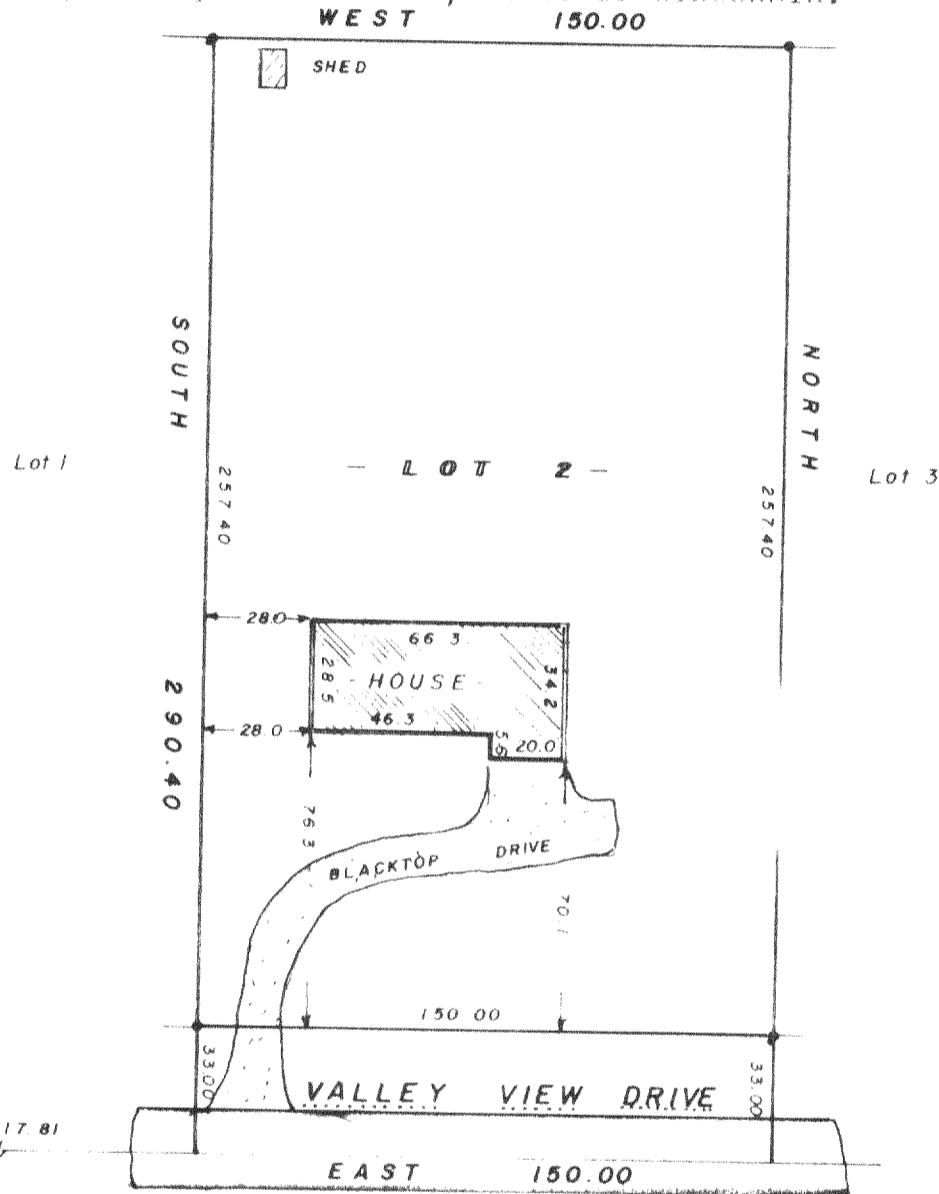 WEST 150.00
SHED
SOUTH
NORTH
Lot 1
- LOT 2 -
Lot 3
257.40
257.40
28.0
66.3
28.5
- HOUSE -
34.2
290.40
28.0
46.3
5.6
20.0
76.3
BLACKTOP DRIVE
70.1
150.00
33.00
VALLEY VIEW DRIVE
33.00
17.81
EAST 150.00